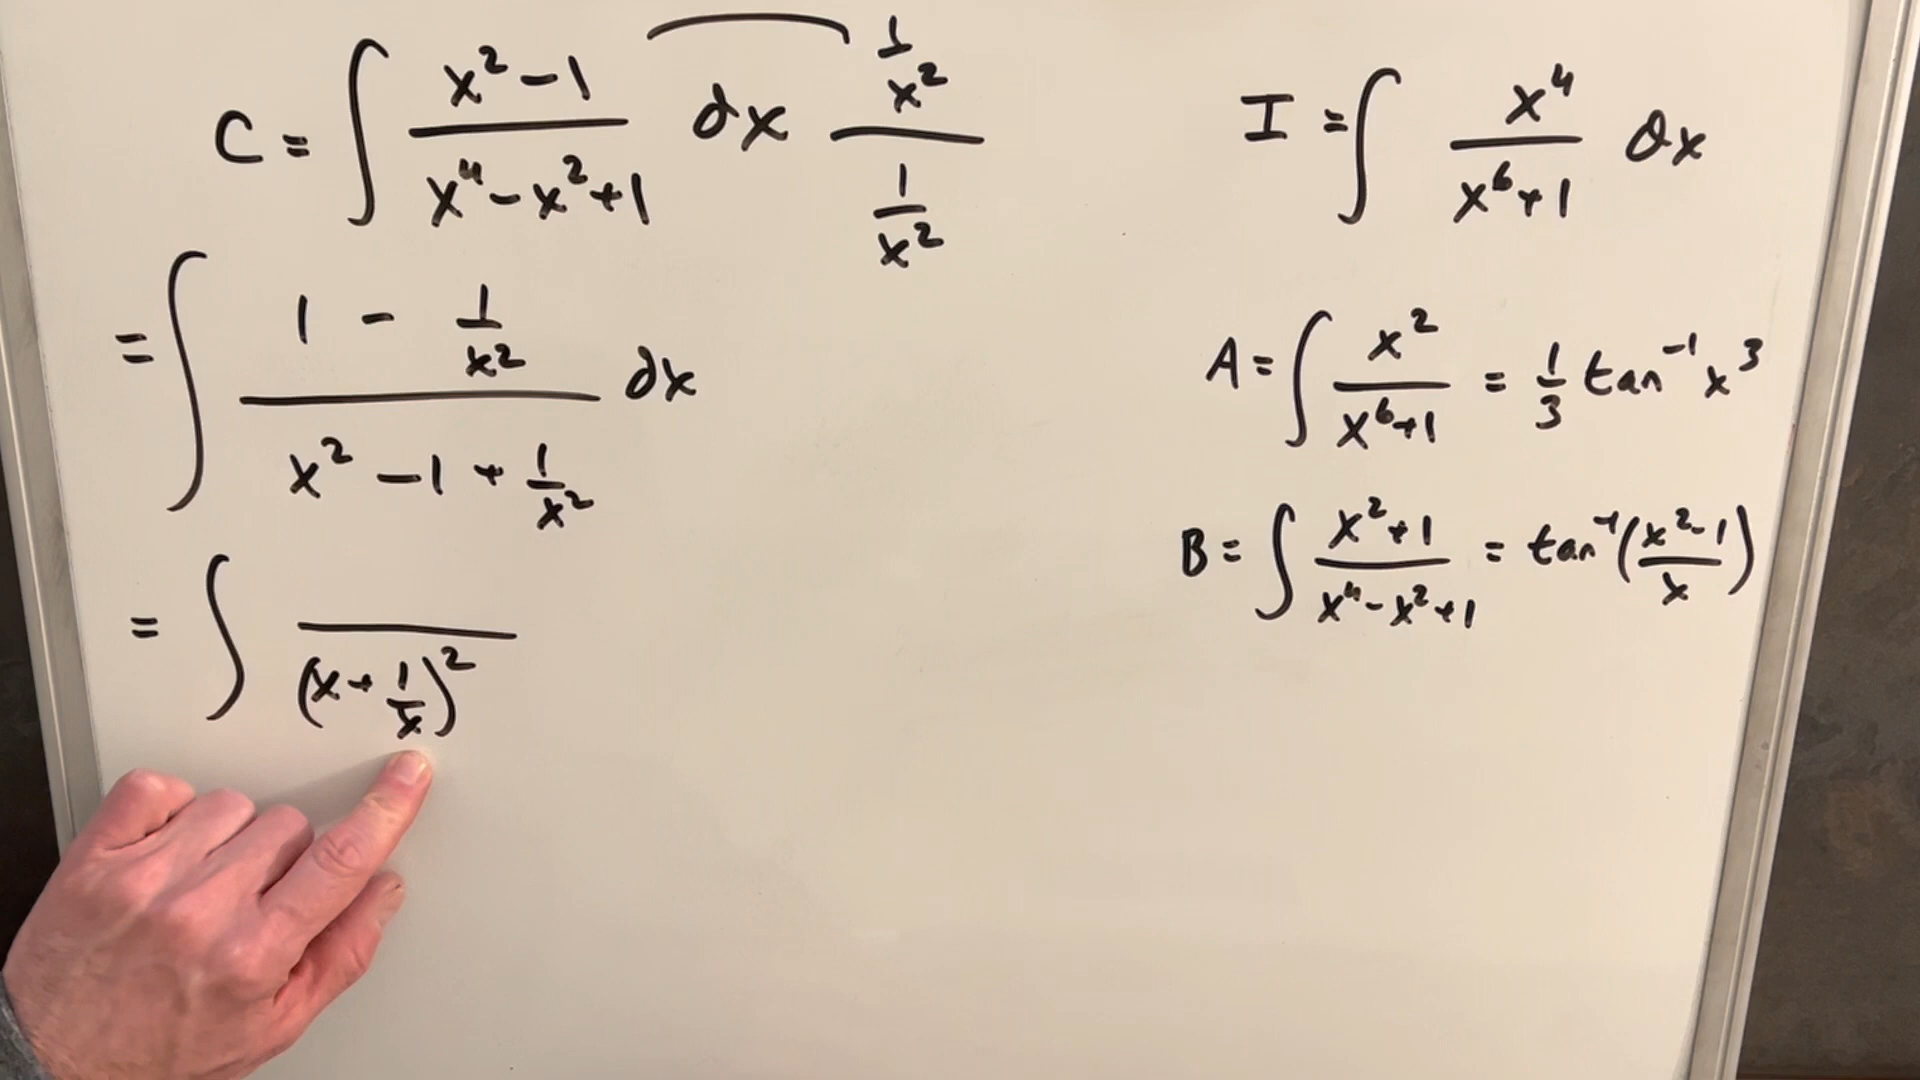 C = ∫ (x² - 1)/(x⁴ - x² + 1) dx (1/x²)/(1/x²)
= ∫ (1 - 1/x²)/(x² - 1 + 1/x²) dx
= ∫ /(x + 1/x)²
I = ∫ x⁴/(x⁶ + 1) dx
A = ∫ x²/(x⁶ + 1) = 1/3 tan⁻¹ x³
B = ∫ (x² + 1)/(x⁴ - x² + 1) = tan⁻¹((x² - 1)/x)